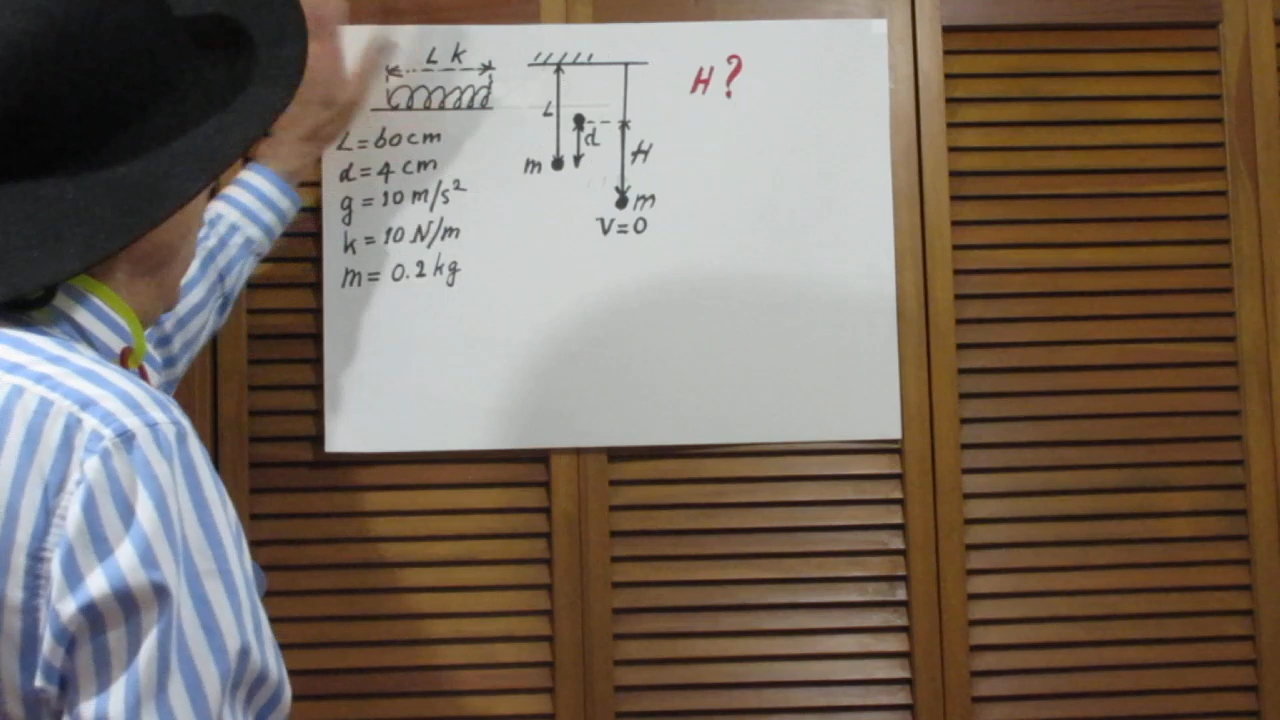 L k
L = 60 cm
d = 4 cm
g = 10 m/s²
k = 10 N/m
m = 0.2 kg
L
d
H
m
m
V = 0
H?